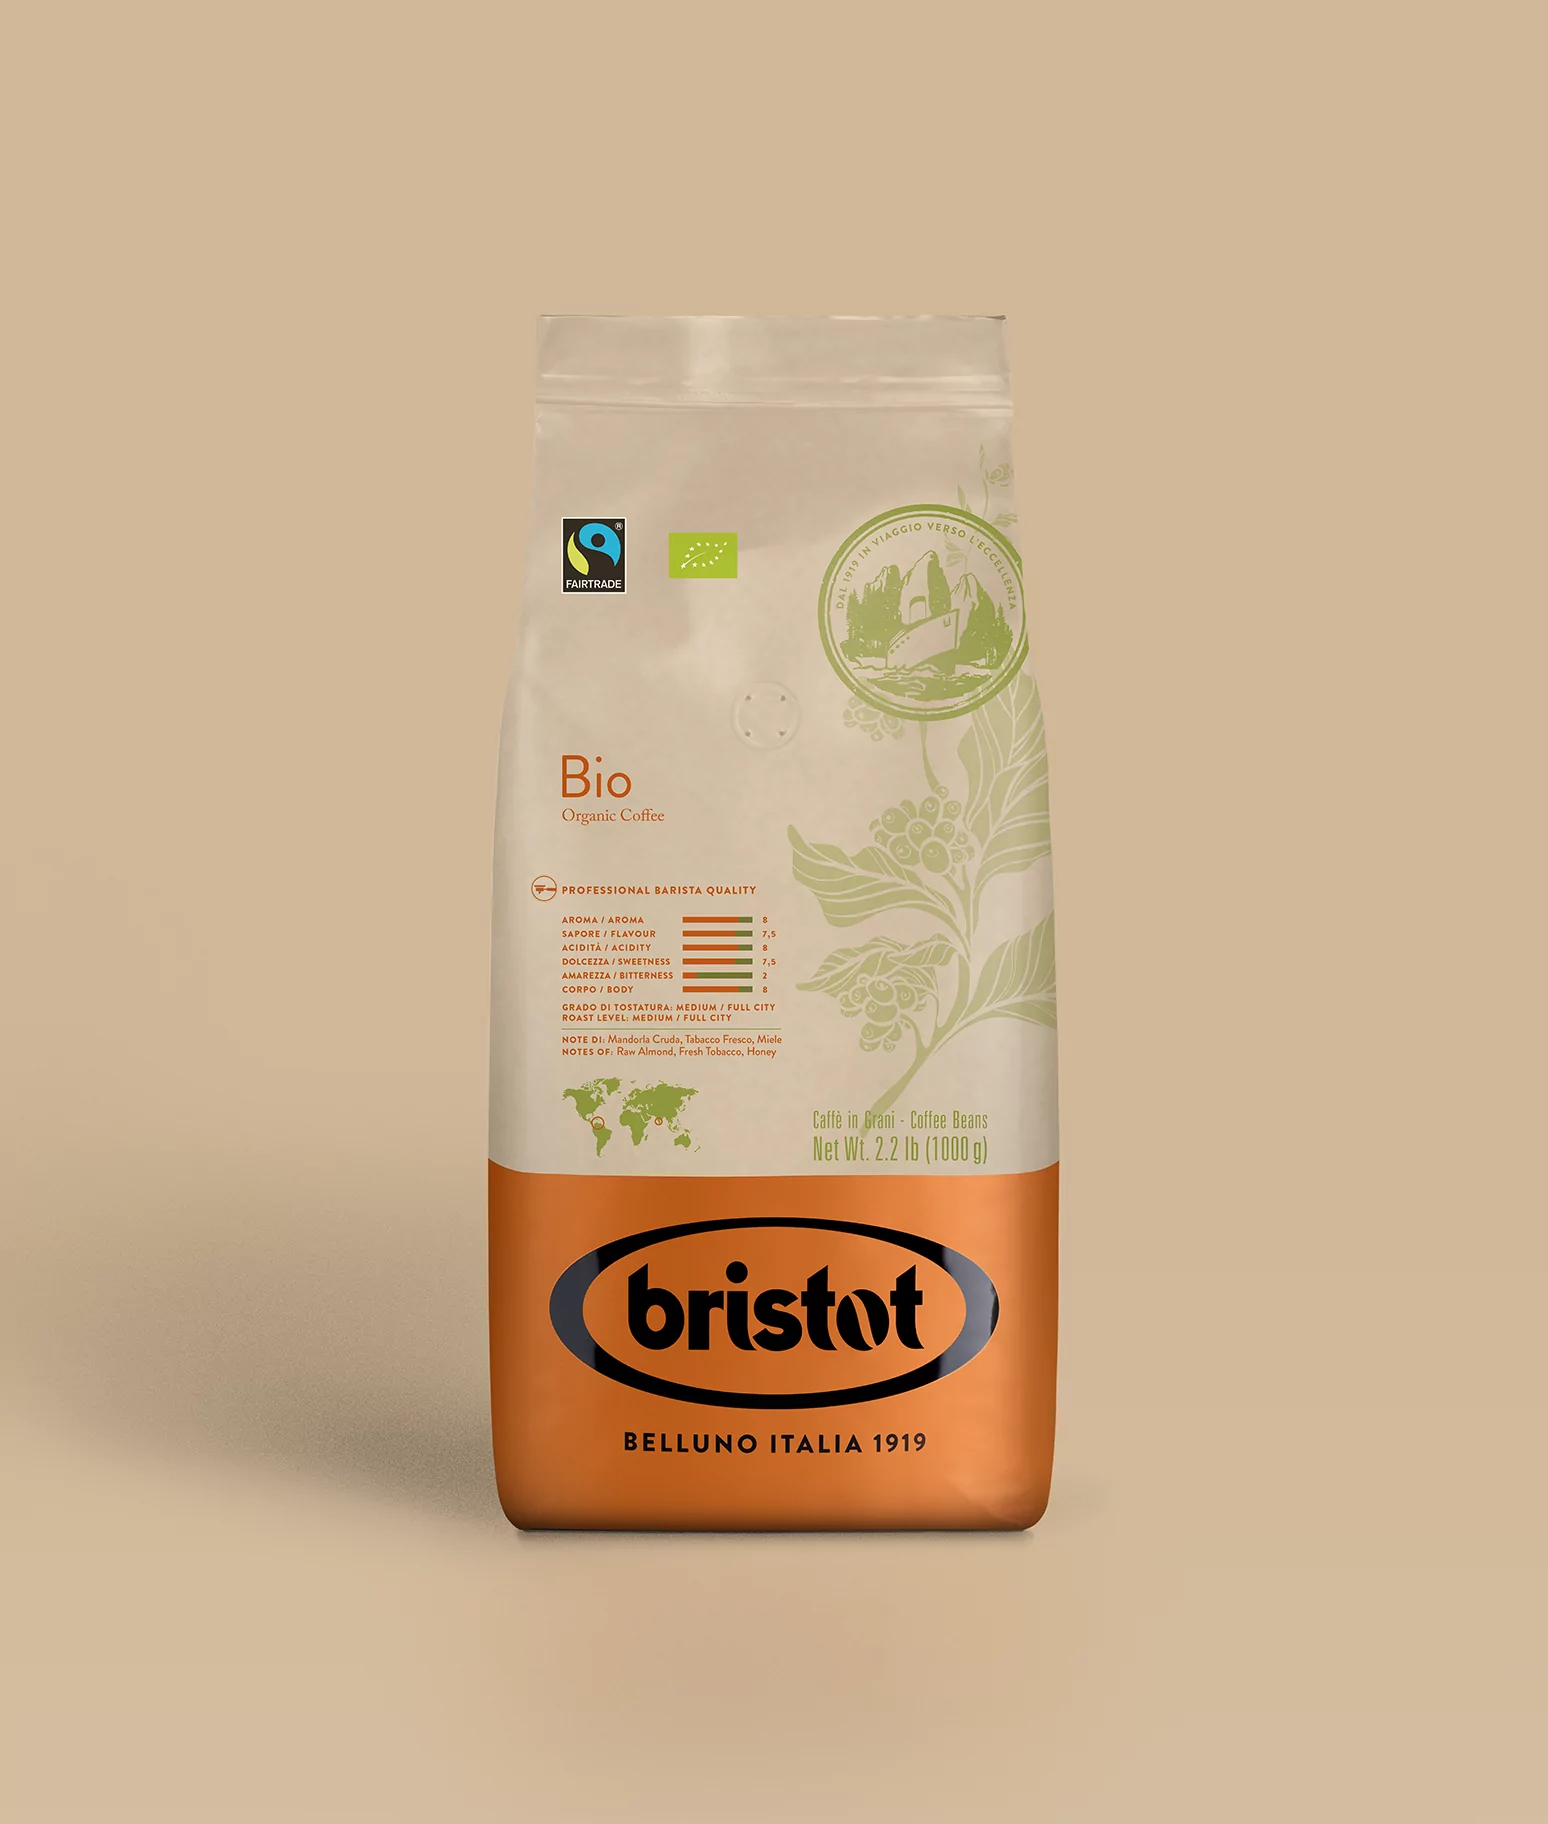 FAIRTRADE
®
DAL 1919 IN VIAGGIO VERSO L'ECCELLENZA
Bio
Organic Coffee
PROFESSIONAL BARISTA QUALITY
AROMA / AROMA 8
SAPORE / FLAVOUR 7,5
ACIDITÀ / ACIDITY 8
DOLCEZZA / SWEETNESS 7,5
AMAREZZA / BITTERNESS 2
CORPO / BODY 8
GRADO DI TOSTATURA: MEDIUM / FULL CITY
ROAST LEVEL: MEDIUM / FULL CITY
NOTE DI: Mandorla Cruda, Tabacco Fresco, Miele
NOTES OF: Raw Almond, Fresh Tobacco, Honey
Caffè in Grani - Coffee Beans
Net Wt. 2.2 lb (1000 g)
bristot
BELLUNO ITALIA 1919